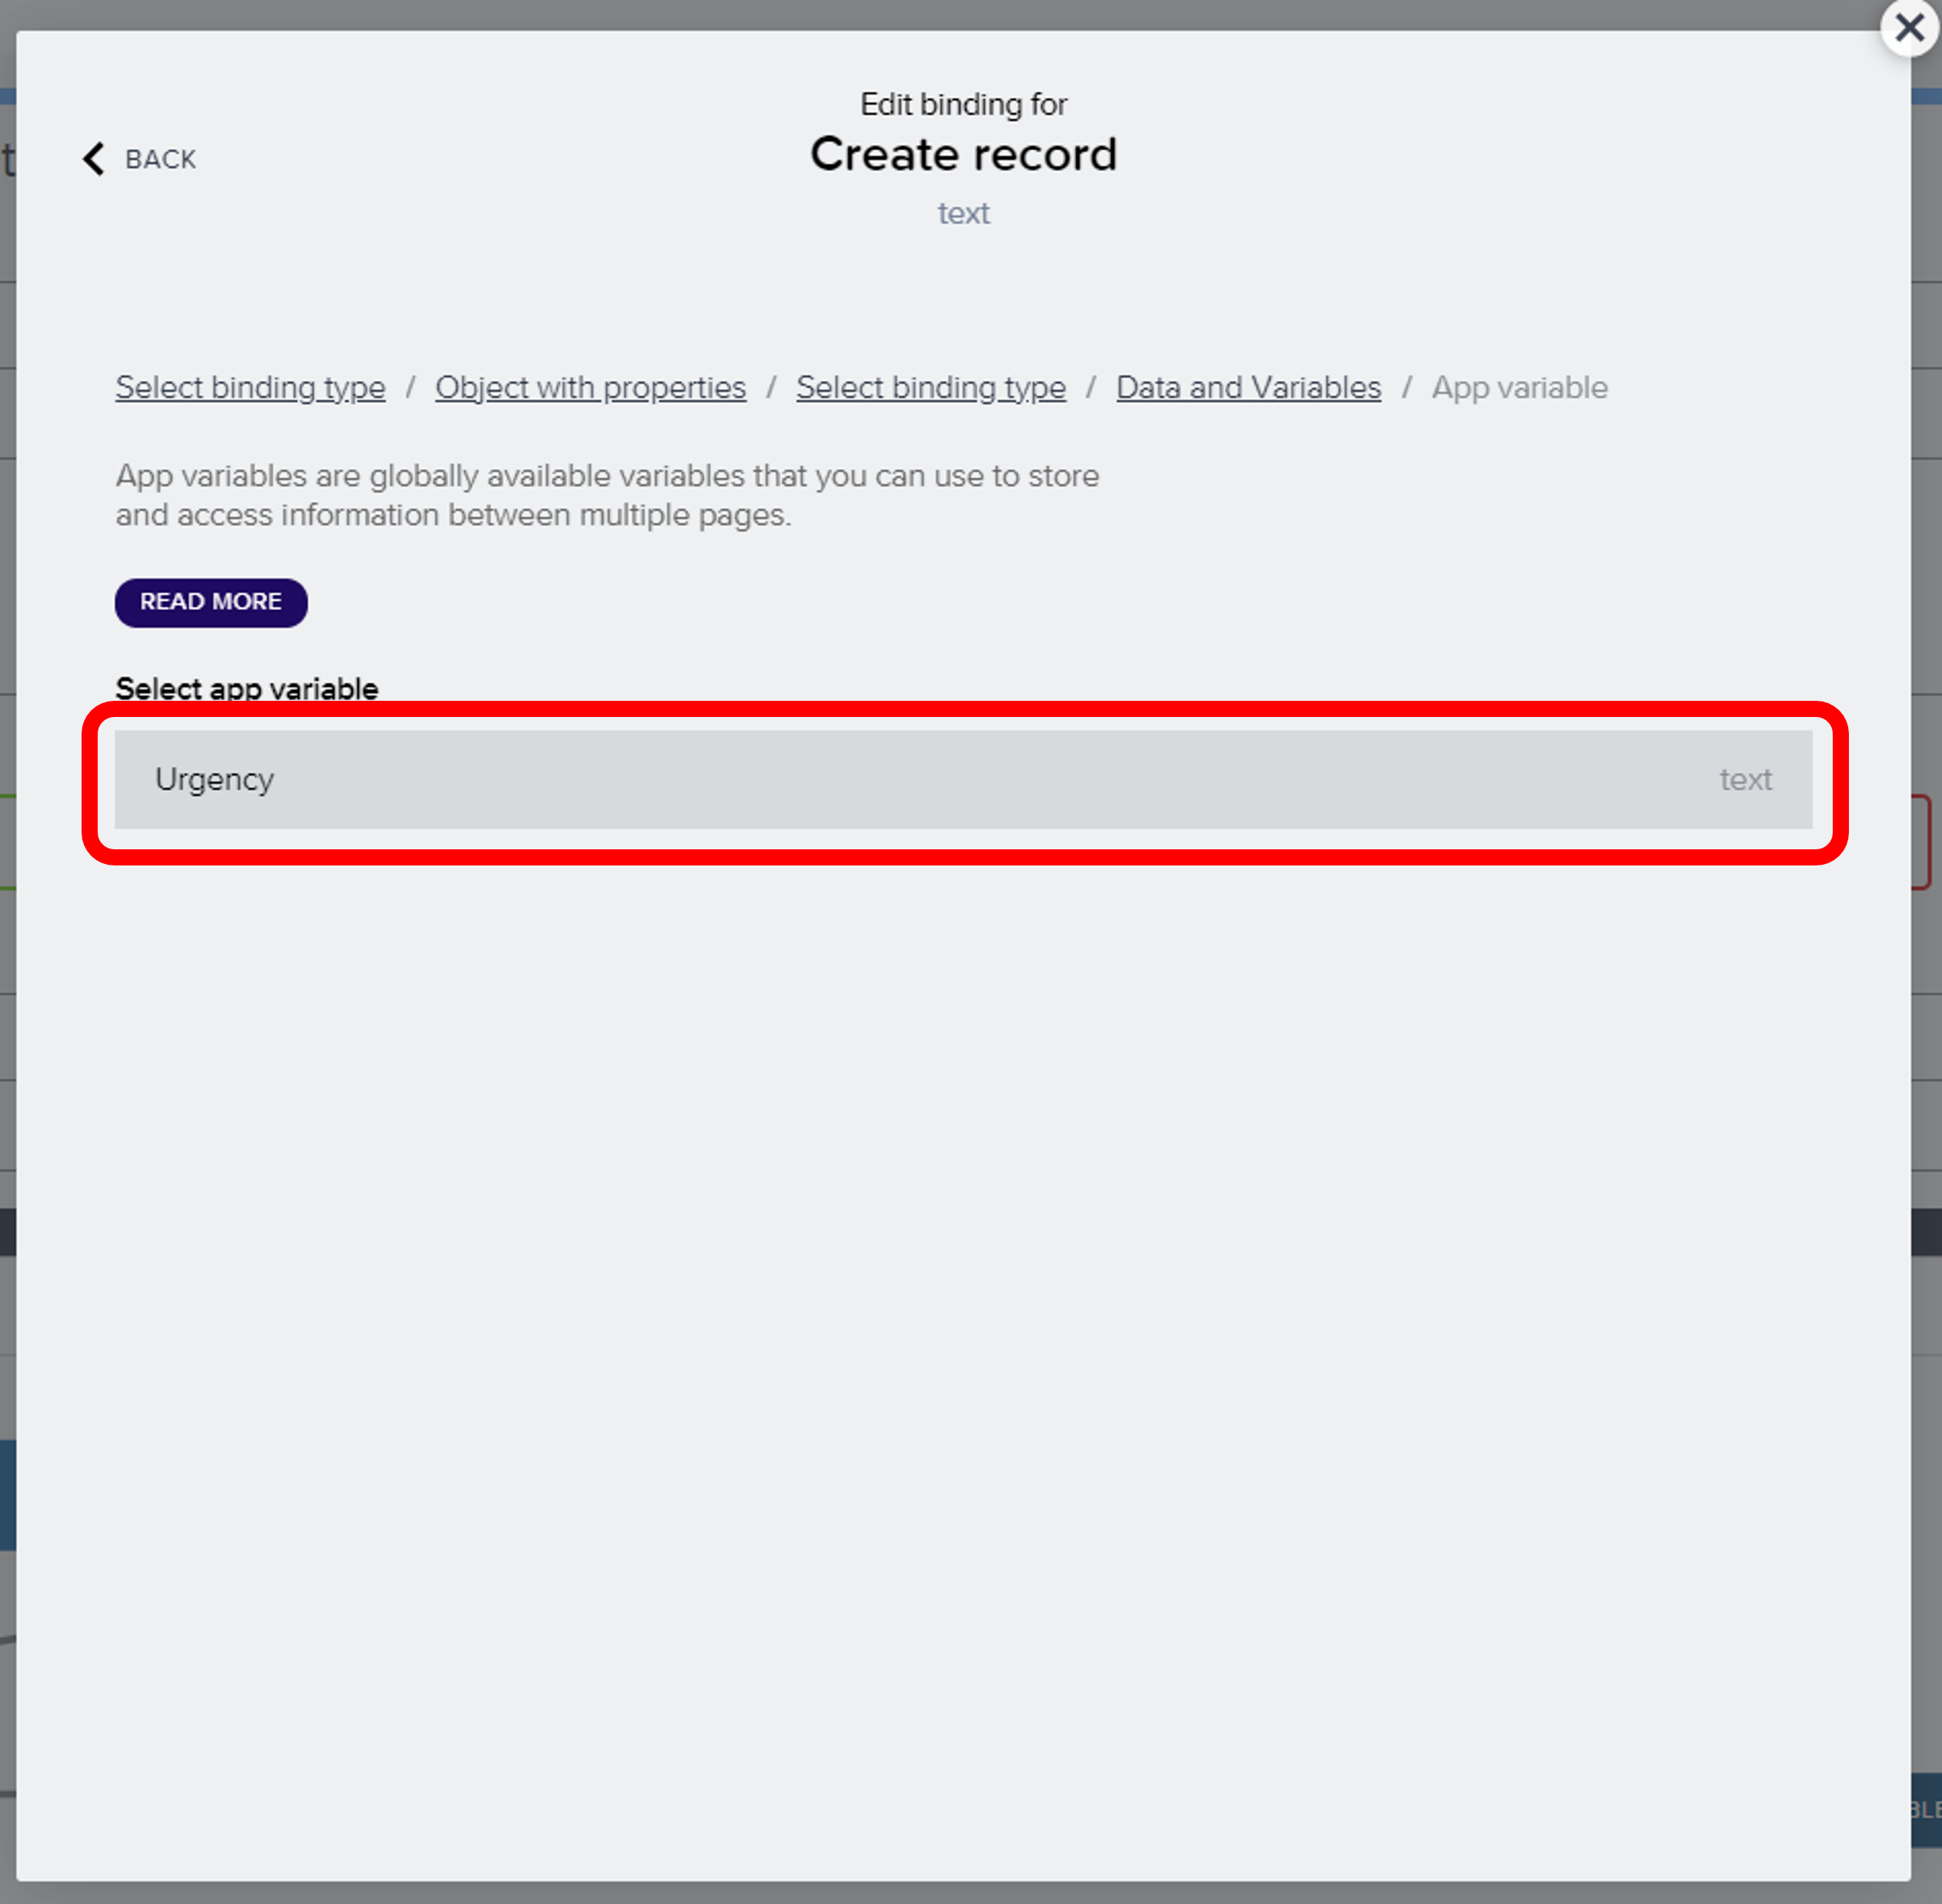 Edit binding for
BACK
Create record
text
Select binding type / Object with properties / Select binding type / Data and Variables / App variable
App variables are globally available variables that you can use to store
and access information between multiple pages.
READ MORE
Select app variable
Urgency text